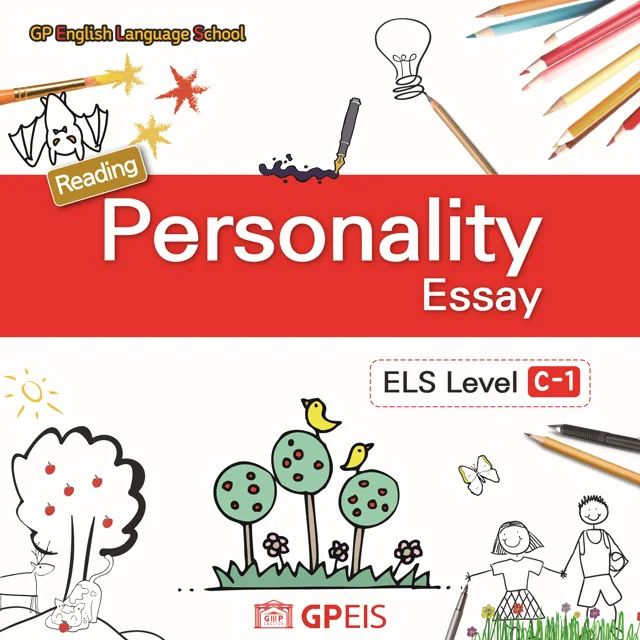 GP English Language School
Reading
Personality
Essay
ELS Level C-1
GPEIS